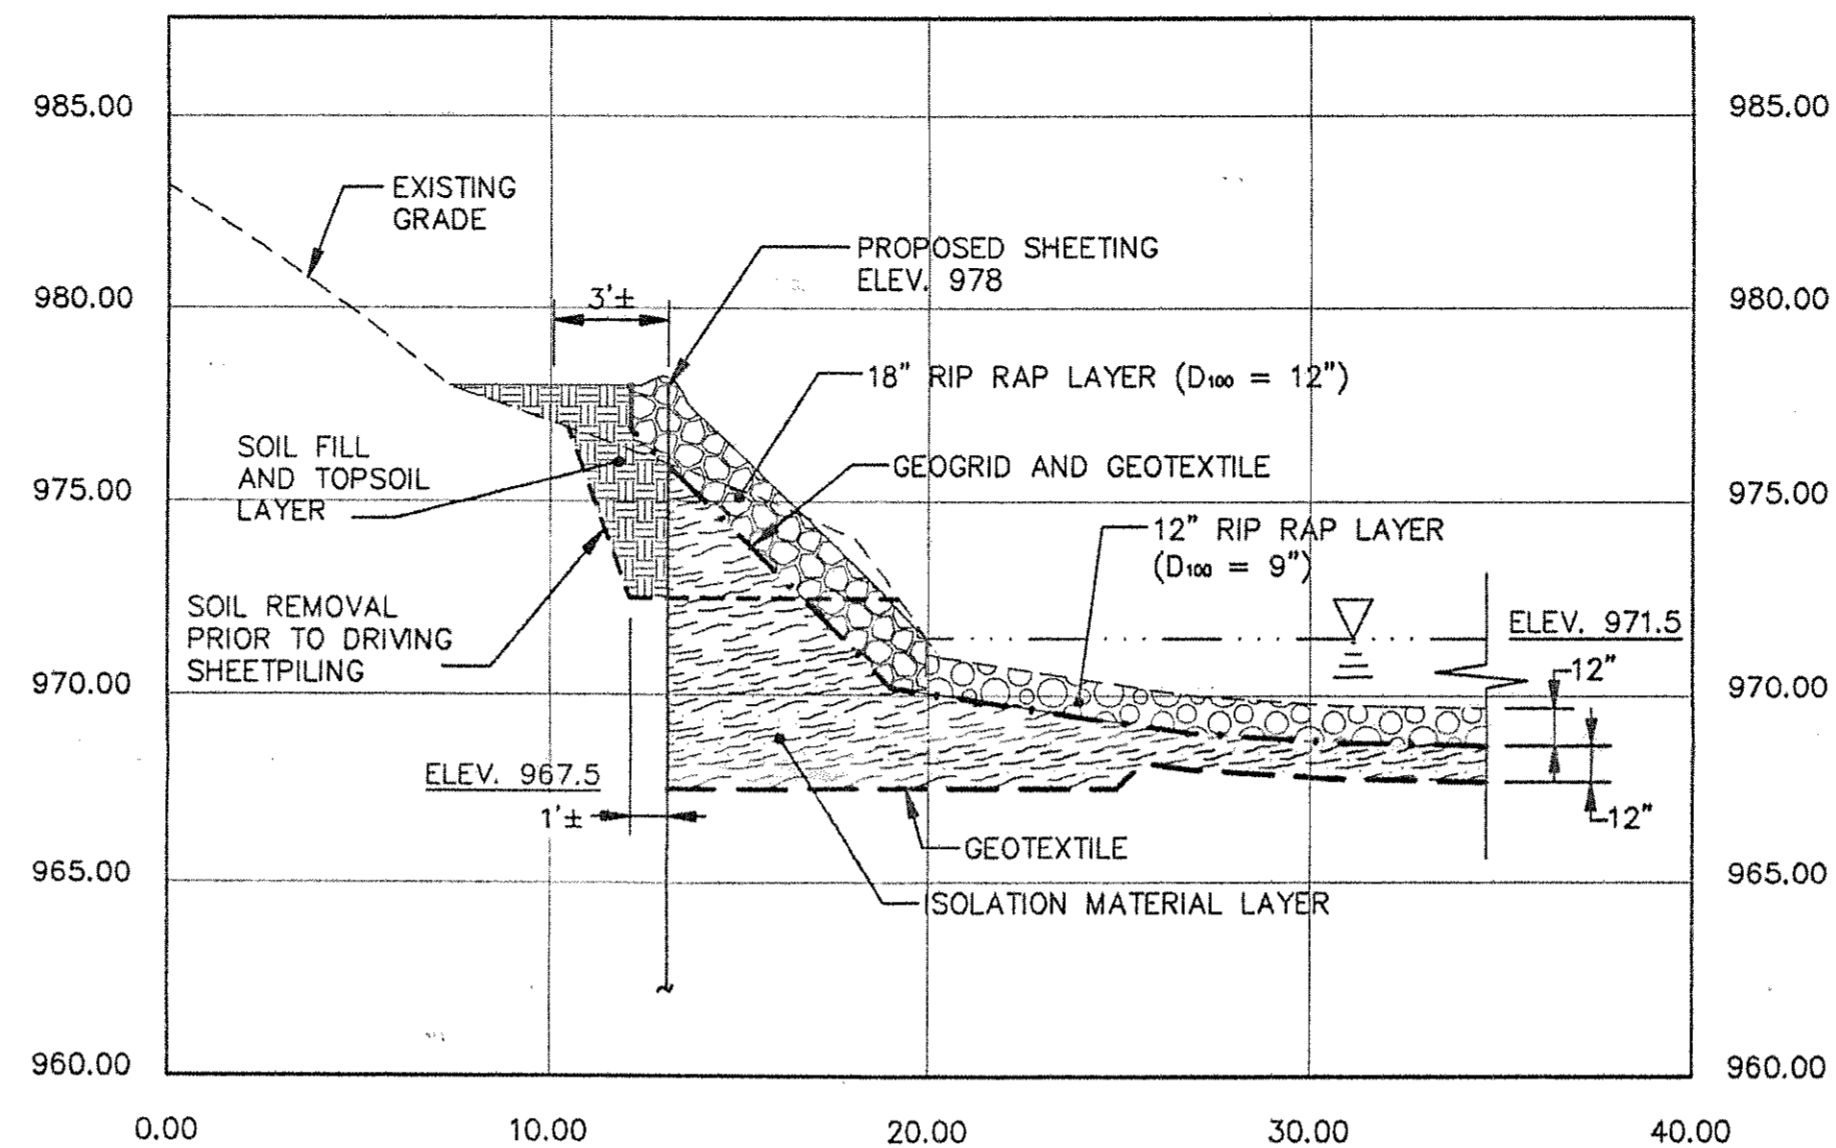 985.00
985.00
EXISTING
GRADE
PROPOSED SHEETING
ELEV. 978
980.00
3'±
980.00
18" RIP RAP LAYER (D₁₀₀ = 12")
SOIL FILL
AND TOPSOIL
LAYER
GEOGRID AND GEOTEXTILE
975.00
975.00
12" RIP RAP LAYER
(D₁₀₀ = 9")
SOIL REMOVAL
PRIOR TO DRIVING
SHEETPILING
ELEV. 971.5
12"
970.00
970.00
ELEV. 967.5
1'±
12"
GEOTEXTILE
965.00
965.00
ISOLATION MATERIAL LAYER
960.00
960.00
0.00
10.00
20.00
30.00
40.00